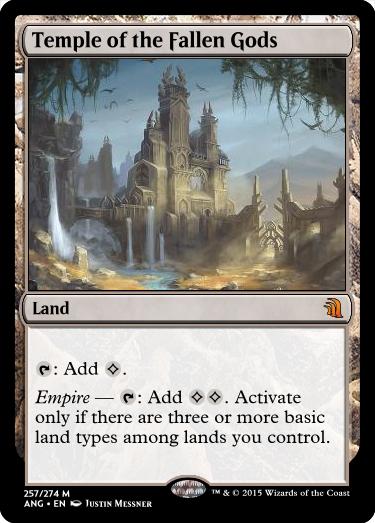 Temple of the Fallen Gods
Land
: Add .
Empire — : Add . Activate
only if there are three or more basic
land types among lands you control.
257/274 M
ANG • EN Justin Messner
™ & © 2015 Wizards of the Coast